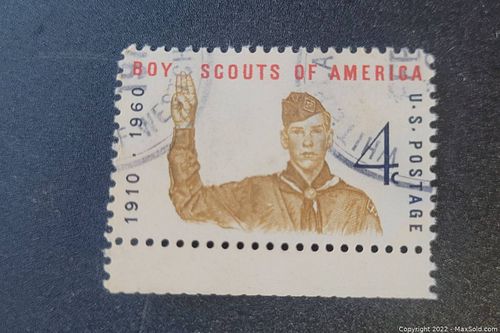 BOY SCOUTS OF AMERICA
1910 · 1960
U.S. POSTAGE
4¢
Copyright 2022 - MaxSold.com